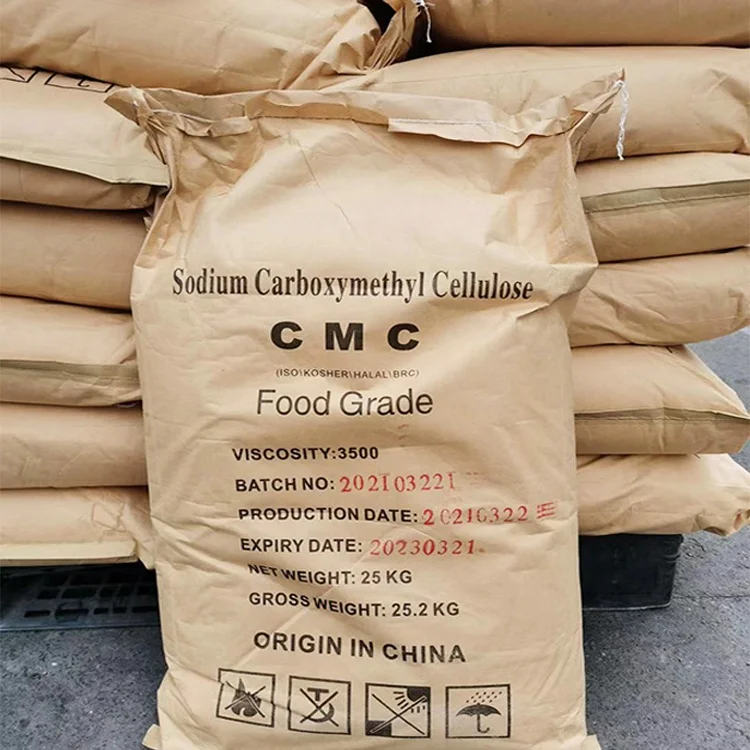 Sodium Carboxymethyl Cellulose
CMC
(ISO\KOSHER\HALAL\BRC)
Food Grade
VISCOSITY:3500
BATCH NO: 202103221
PRODUCTION DATE: 20210322
EXPIRY DATE: 20230321
NET WEIGHT: 25 KG
GROSS WEIGHT: 25.2 KG
ORIGIN IN CHINA